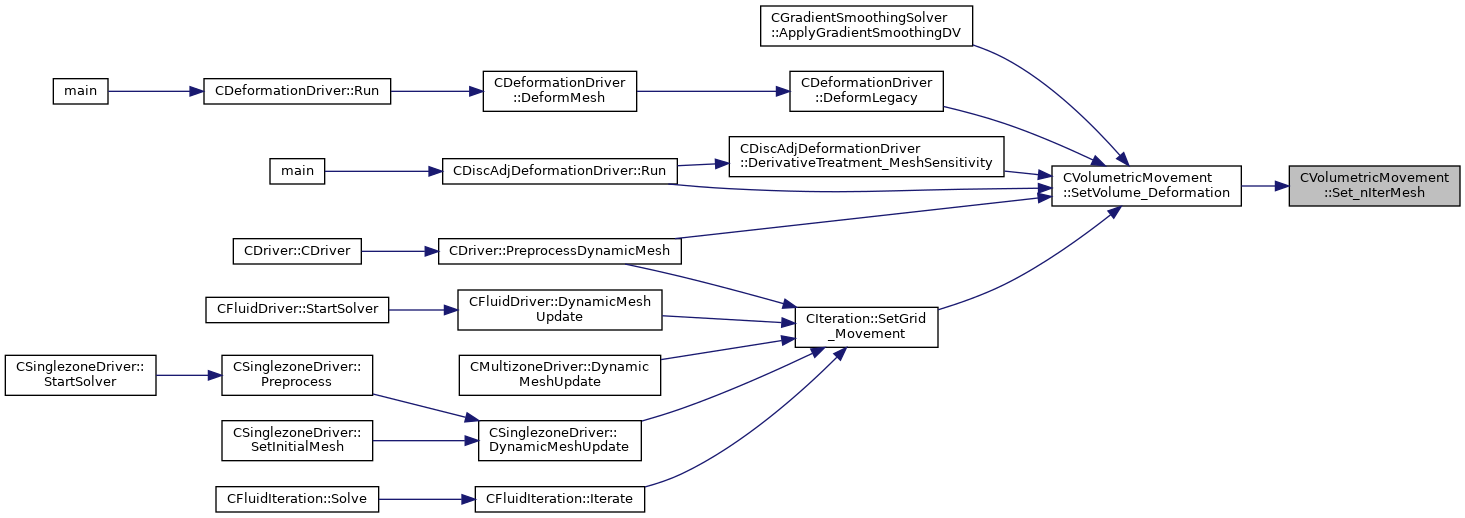 CGradientSmoothingSolver
::ApplyGradientSmoothingDV
main
CDeformationDriver::Run
CDeformationDriver
::DeformMesh
CDeformationDriver
::DeformLegacy
main
CDiscAdjDeformationDriver::Run
CDiscAdjDeformationDriver
::DerivativeTreatment_MeshSensitivity
CVolumetricMovement
::SetVolume_Deformation
CVolumetricMovement
::Set_nIterMesh
CDriver::CDriver
CDriver::PreprocessDynamicMesh
CFluidDriver::StartSolver
CFluidDriver::DynamicMesh
Update
CIteration::SetGrid
_Movement
CSinglezoneDriver::
StartSolver
CSinglezoneDriver::
Preprocess
CMultizoneDriver::Dynamic
MeshUpdate
CSinglezoneDriver::
SetInitialMesh
CSinglezoneDriver::
DynamicMeshUpdate
CFluidIteration::Solve
CFluidIteration::Iterate